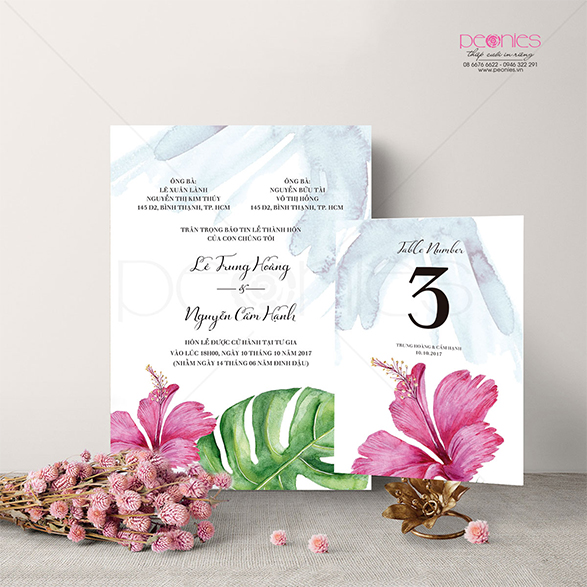 peonies
thiệp cưới in riêng
08 6676 6622 - 0946 322 291
www.peonies.vn
ÔNG BÀ:
LÊ XUÂN LÀNH
NGUYỄN THỊ KIM THỦY
145 D2, BÌNH THẠNH, TP. HCM
ÔNG BÀ:
NGUYỄN BỬU TÀI
VÕ THỊ HỒNG
145 D2, BÌNH THẠNH, TP. HCM
TRÂN TRỌNG BÁO TIN LỄ THÀNH HÔN
CỦA CON CHÚNG TÔI
Lê Trung Hoàng
&
Nguyễn Cẩm Hạnh
HÔN LỄ ĐƯỢC CỬ HÀNH TẠI TƯ GIA
VÀO LÚC 18H00, NGÀY 10 THÁNG 10 NĂM 2017
(NHẰM NGÀY 14 THÁNG 06 NĂM ĐINH DẬU)
Table Number
3
TRUNG HOÀNG & CẨM HẠNH
10.10.2017
peonies